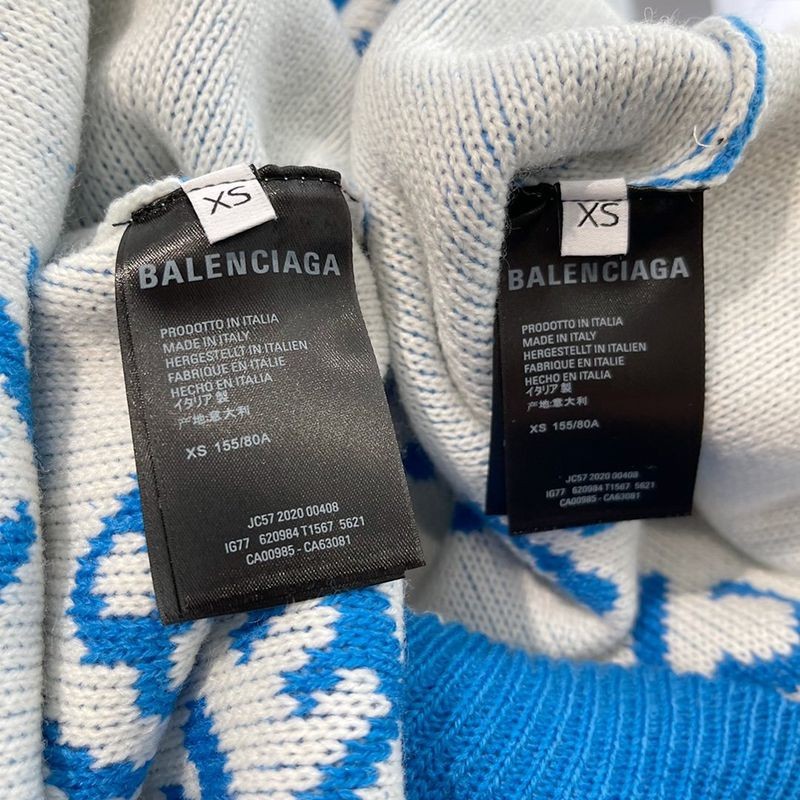 XS
BALENCIAGA
PRODOTTO IN ITALIA
MADE IN ITALY
HERGESTELLT IN ITALIEN
FABRIQUE EN ITALIE
HECHO EN ITALIA
イタリア製
产地:意大利
XS 155/80A
JC57 2020 00408
IG77 620984 T1567 5621
CA00985 - CA63081
XS
BALENCIAGA
PRODOTTO IN ITALIA
MADE IN ITALY
HERGESTELLT IN ITALIEN
FABRIQUE EN ITALIE
HECHO EN ITALIA
イタリア製
产地:意大利
XS 155/80A
JC57 2020 00408
IG77 620984 T1567 5621
CA00985 - CA63081